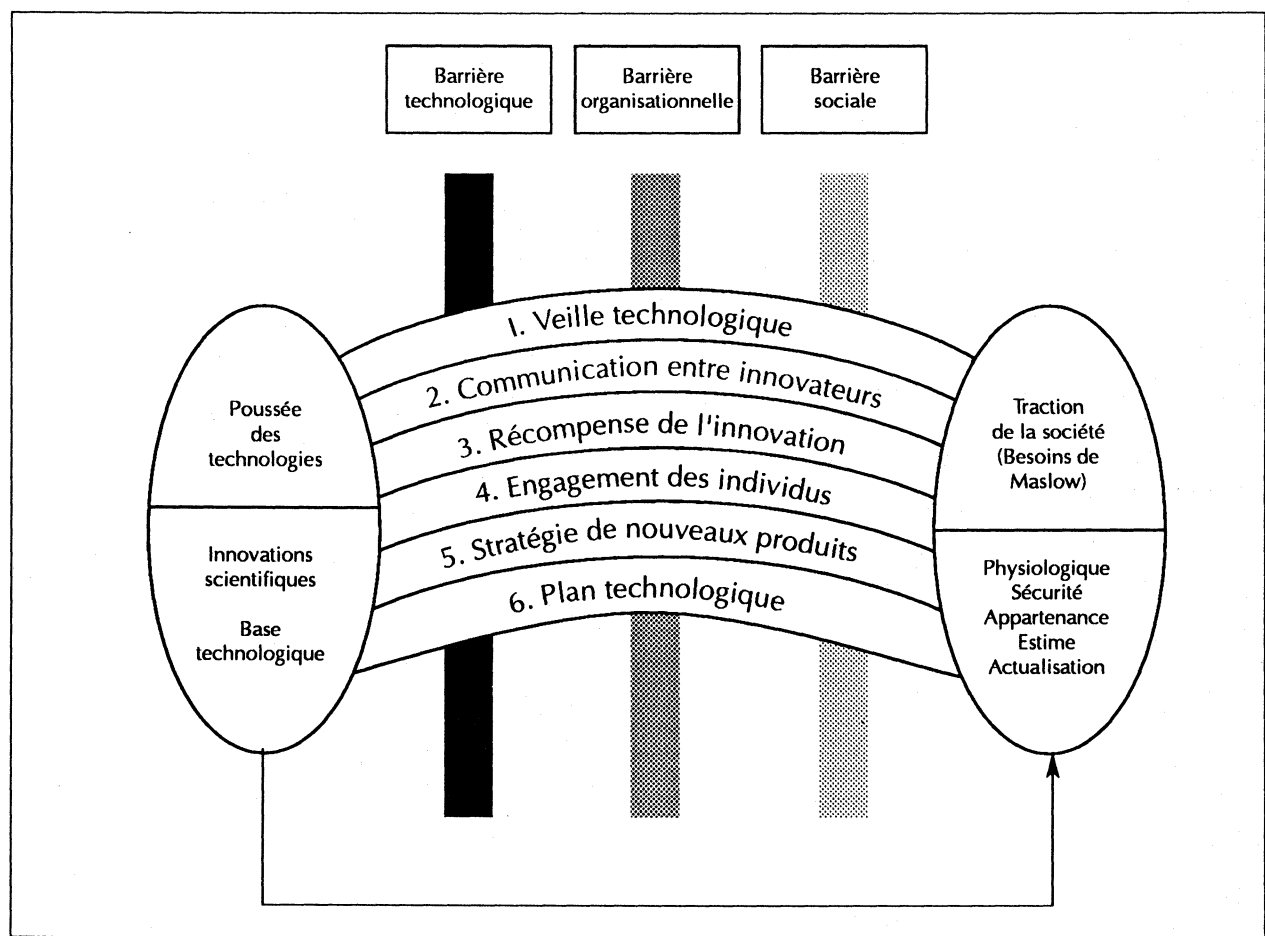 Barrière
technologique
Barrière
organisationnelle
Barrière
sociale
1. Veille technologique
2. Communication entre innovateurs
3. Récompense de l'innovation
4. Engagement des individus
5. Stratégie de nouveaux produits
6. Plan technologique
Poussée
des
technologies
Innovations
scientifiques
Base
technologique
Traction
de la société
(Besoins de
Maslow)
Physiologique
Sécurité
Appartenance
Estime
Actualisation